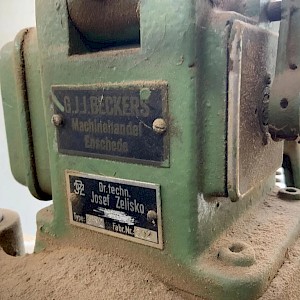 G.J.J. BECKERS
Machinehandel
Enschede
Dr. techn.
Josef Zelisko
Type:
Fabr. Nr.